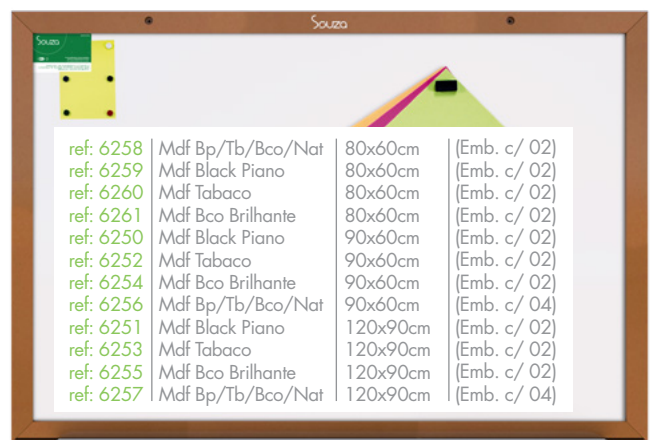 Souza
Souza
ref: 6258 Mdf Bp/Tb/Bco/Nat 80x60cm (Emb. c/ 02)
ref: 6259 Mdf Black Piano 80x60cm (Emb. c/ 02)
ref: 6260 Mdf Tabaco 80x60cm (Emb. c/ 02)
ref: 6261 Mdf Bco Brilhante 80x60cm (Emb. c/ 02)
ref: 6250 Mdf Black Piano 90x60cm (Emb. c/ 02)
ref: 6252 Mdf Tabaco 90x60cm (Emb. c/ 02)
ref: 6254 Mdf Bco Brilhante 90x60cm (Emb. c/ 02)
ref: 6256 Mdf Bp/Tb/Bco/Nat 90x60cm (Emb. c/ 04)
ref: 6251 Mdf Black Piano 120x90cm (Emb. c/ 02)
ref: 6253 Mdf Tabaco 120x90cm (Emb. c/ 02)
ref: 6255 Mdf Bco Brilhante 120x90cm (Emb. c/ 02)
ref: 6257 Mdf Bp/Tb/Bco/Nat 120x90cm (Emb. c/ 04)